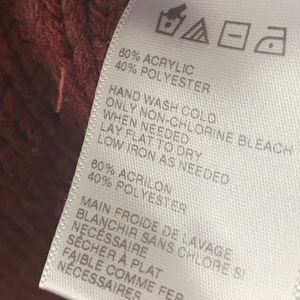 60% ACRYLIC
40% POLYESTER
HAND WASH COLD
ONLY NON-CHLORINE BLEACH
WHEN NEEDED
LAY FLAT TO DRY
LOW IRON AS NEEDED
60% ACRILON
40% POLYESTER
MAIN FROIDE DE LAVAGE
BLANCHIR SANS CHLORE SI
NÉCESSAIRE
SÉCHER À PLAT
FAIBLE COMME FER
NÉCESSAIRE